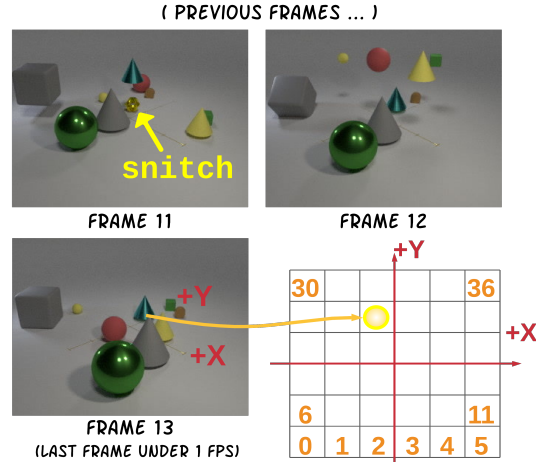 ( PREVIOUS FRAMES ... )
snitch
FRAME 11
FRAME 12
+Y
+X
FRAME 13
(LAST FRAME UNDER 1 FPS)
+Y
30
36
+X
6
11
0 1 2 3 4 5